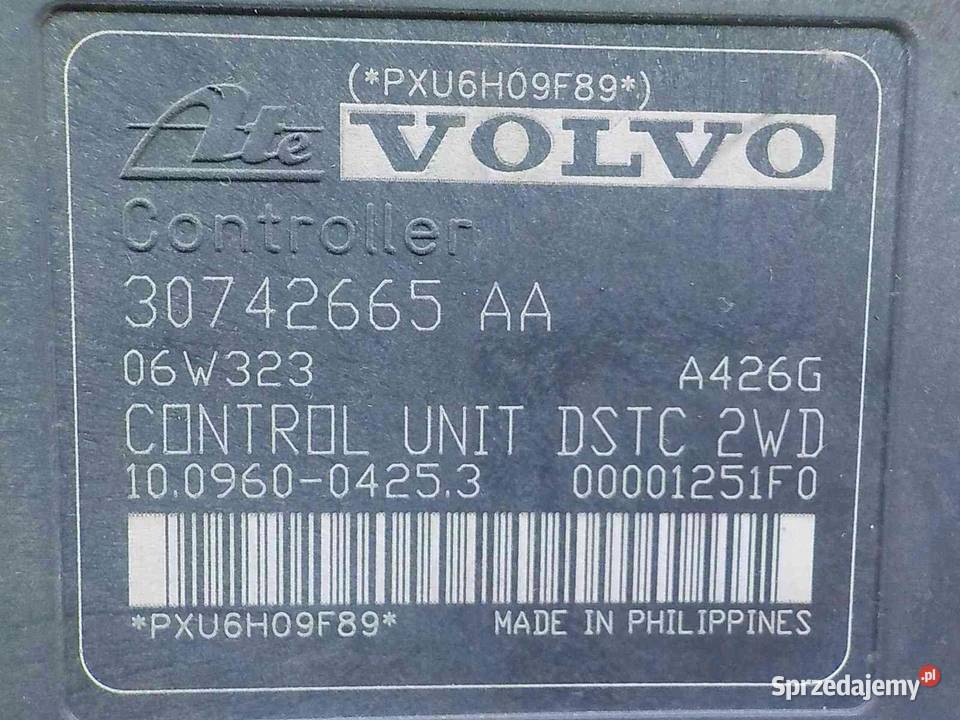 (*PXU6H09F89*)
Ate VOLVO
Controller
30742665 AA
06W323 A426G
CONTROL UNIT DSTC 2WD
10.0960-0425.3 00001251F0
*PXU6H09F89* MADE IN PHILIPPINES
Sprzedajemy.pl